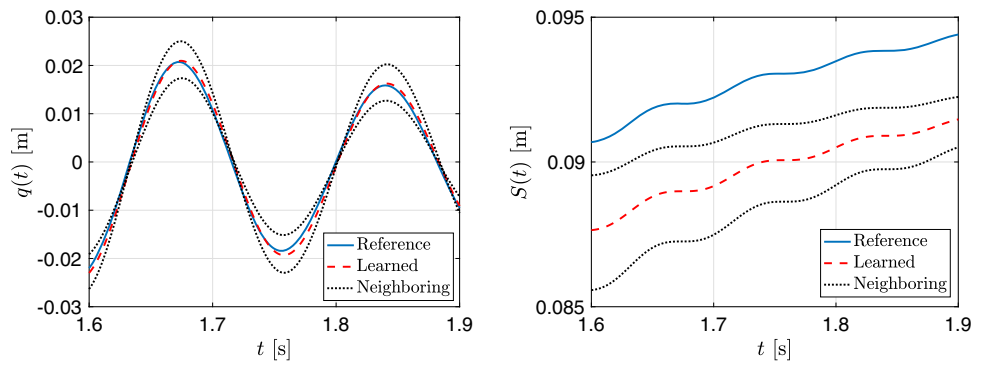 0.03
0.02
0.01
0
-0.01
-0.02
-0.03
q(t) [m]
1.6 1.7 1.8 1.9
t [s]
Reference
Learned
Neighboring
0.095
0.09
0.085
S(t) [m]
1.6 1.7 1.8 1.9
t [s]
Reference
Learned
Neighboring